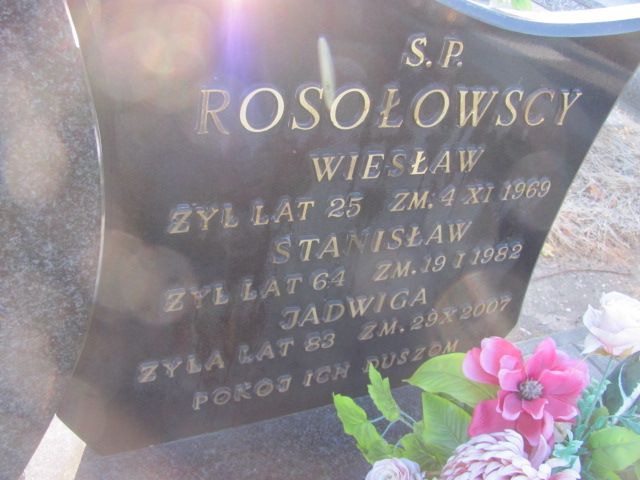 Ś.P.
ROSOŁOWSCY
WIESŁAW
ŻYŁ LAT 25 ZM. 4 XI 1969
STANISŁAW
ŻYŁ LAT 64 ZM. 19 I 1982
JADWIGA
ŻYŁA LAT 83 ZM. 29 X 2007
POKÓJ ICH DUSZOM